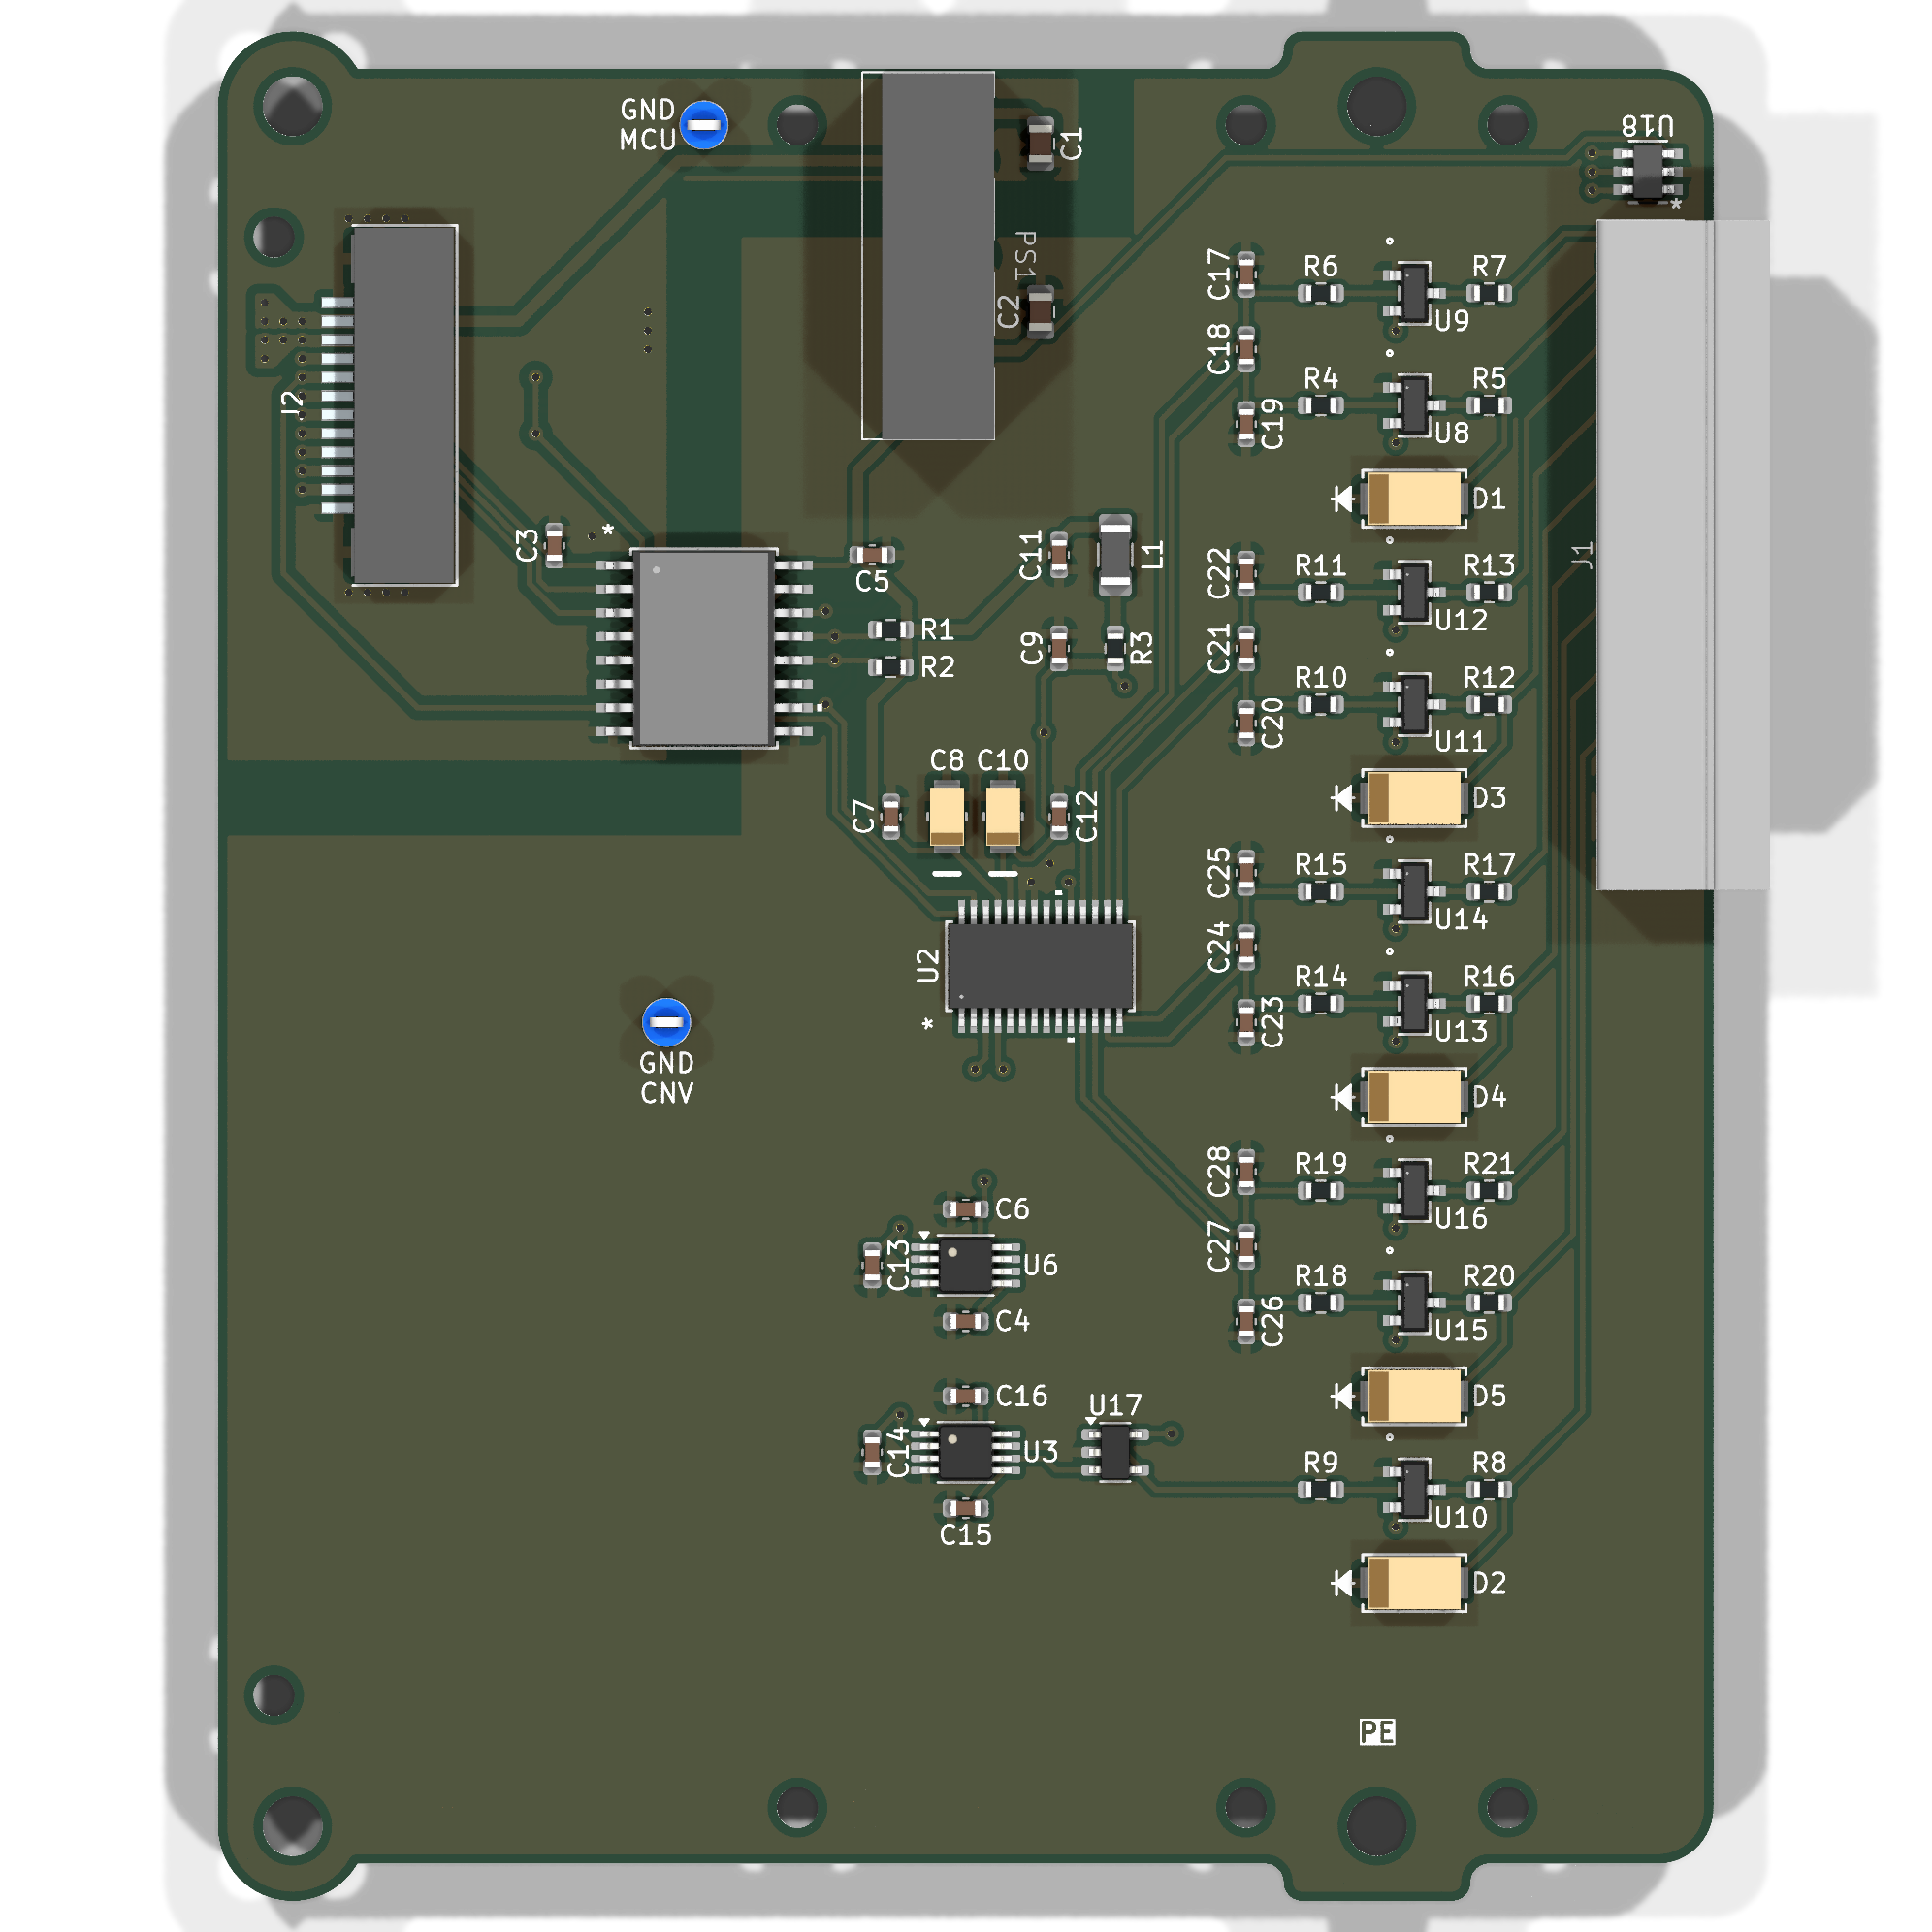 GND
MCU
U18
*
C1
PS1
C2
C17
R6
R7
U9
C18
R4
R5
J2
C19
U8
D1
C3
*
C11
L1
J1
C5
C22
R11
R13
U12
R1
R2
C9
R3
C21
R10
R12
C20
U11
C8
C10
D3
C7
C12
C25
R15
R17
U14
U2
C24
R14
R16
*
C23
U13
GND
CNV
D4
C28
R19
R21
C6
U16
C13
U6
C27
R18
R20
C4
C26
U15
C16
U17
D5
C14
U3
R9
R8
C15
U10
D2
PE